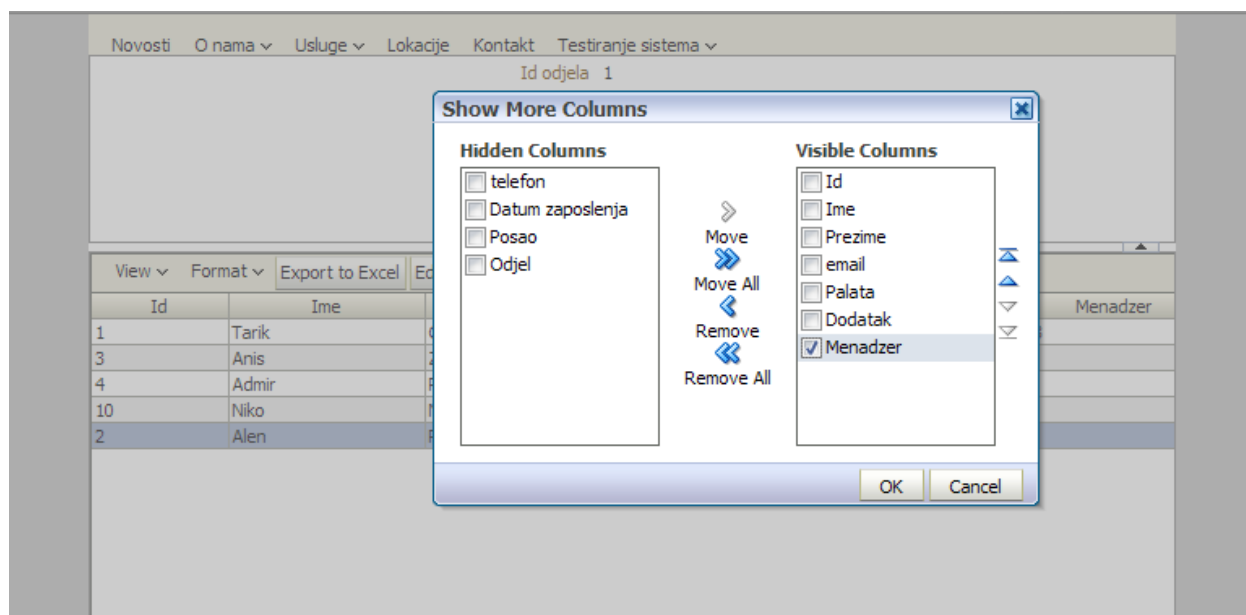 Novosti O nama Usluge Lokacije Kontakt Testiranje sistema
Id odjela 1
Show More Columns
Hidden Columns
telefon
Datum zaposlenja
Posao
Odjel
Move
Move All
Remove
Remove All
Visible Columns
Id
Ime
Prezime
email
Palata
Dodatak
Menadzer
OK Cancel
View Format Export to Excel
Id Ime Menadzer
1 Tarik
3 Anis
4 Admir
10 Niko
2 Alen